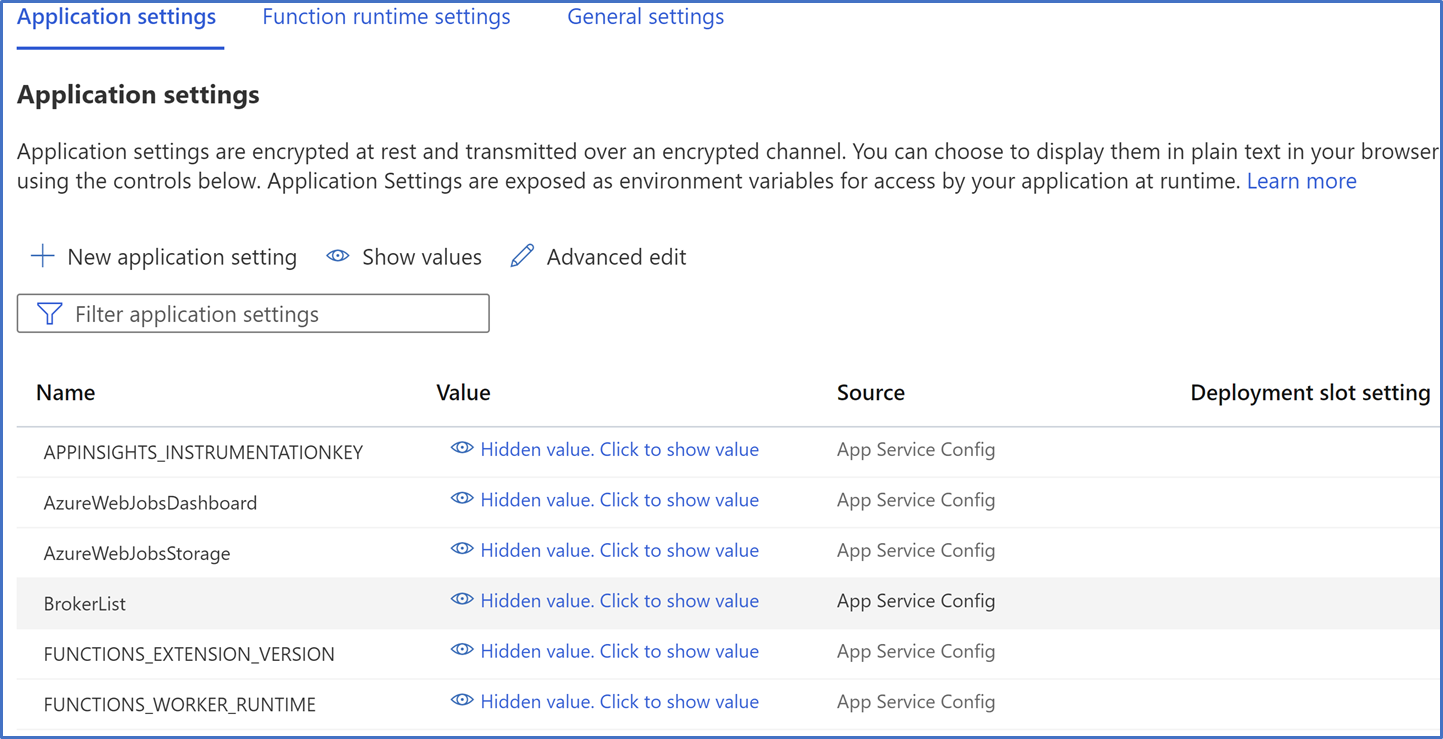 Application settings Function runtime settings General settings
Application settings
Application settings are encrypted at rest and transmitted over an encrypted channel. You can choose to display them in plain text in your browser
using the controls below. Application Settings are exposed as environment variables for access by your application at runtime. Learn more
New application setting Show values Advanced edit
Filter application settings
Name Value Source Deployment slot setting
APPINSIGHTS_INSTRUMENTATIONKEY Hidden value. Click to show value App Service Config
AzureWebJobsDashboard Hidden value. Click to show value App Service Config
AzureWebJobsStorage Hidden value. Click to show value App Service Config
BrokerList Hidden value. Click to show value App Service Config
FUNCTIONS_EXTENSION_VERSION Hidden value. Click to show value App Service Config
FUNCTIONS_WORKER_RUNTIME Hidden value. Click to show value App Service Config